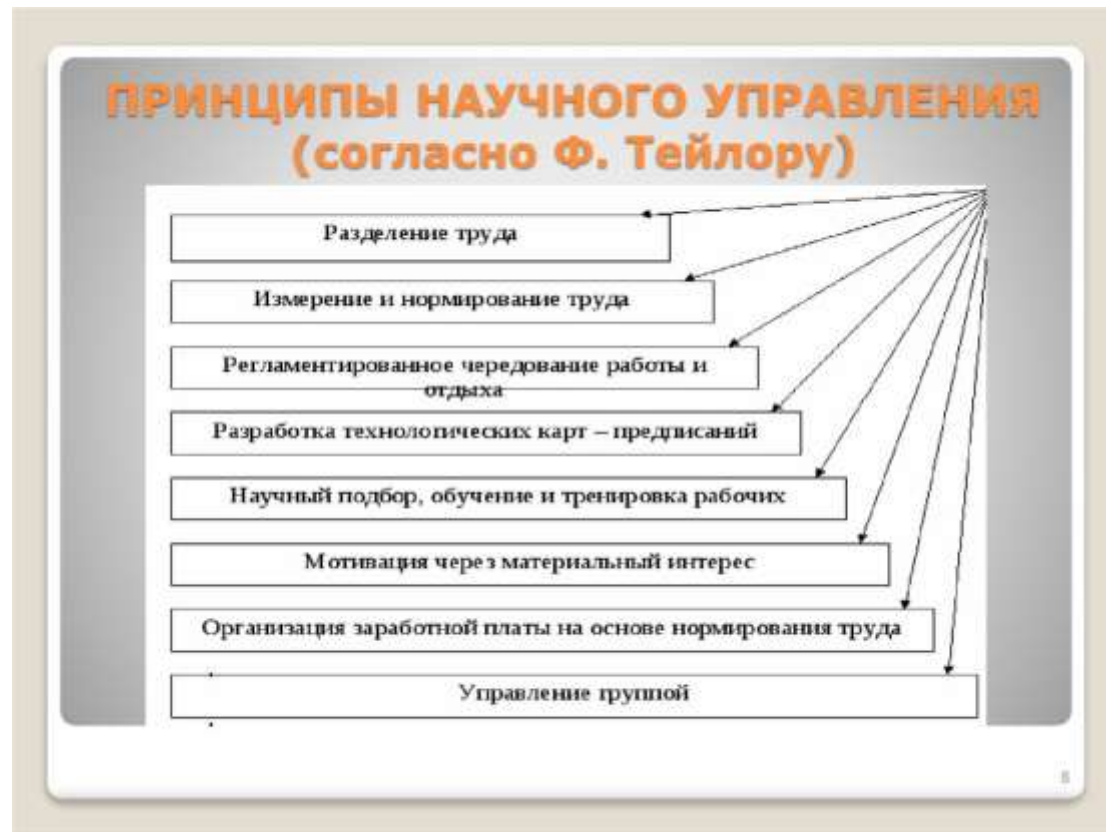 ПРИНЦИПЫ НАУЧНОГО УПРАВЛЕНИЯ
(согласно Ф. Тейлору)
Разделение труда
Измерение и нормирование труда
Регламентированное чередование работы и
отдыха
Разработка технологических карт – предписаний
Научный подбор, обучение и тренировка рабочих
Мотивация через материальный интерес
Организация заработной платы на основе нормирования труда
Управление группой